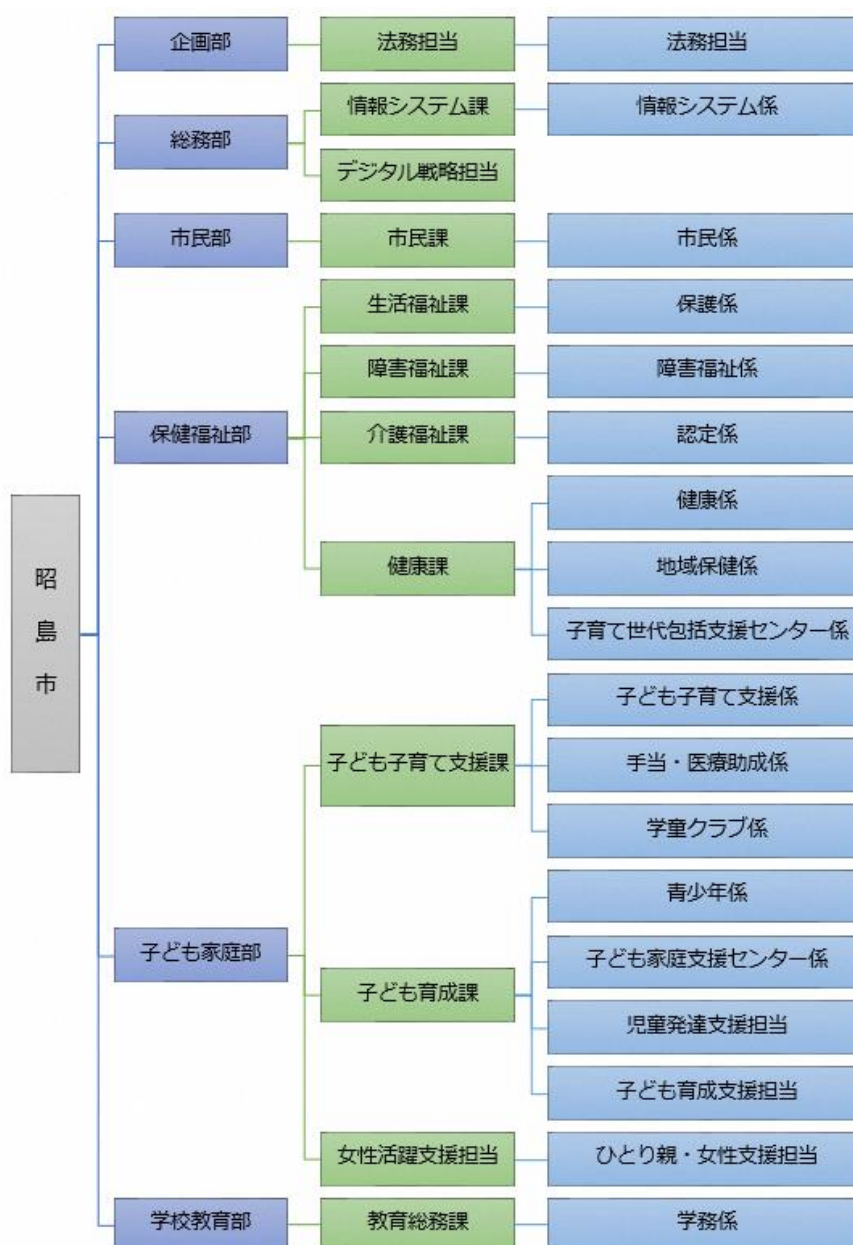 昭島市
企画部
法務担当
法務担当
総務部
情報システム課
情報システム係
デジタル戦略担当
市民部
市民課
市民係
保健福祉部
生活福祉課
保護係
障害福祉課
障害福祉係
介護福祉課
認定係
健康課
健康係
地域保健係
子育て世代包括支援センター係
子ども家庭部
子ども子育て支援課
子ども子育て支援係
手当・医療助成係
学童クラブ係
子ども育成課
青少年係
子ども家庭支援センター係
児童発達支援担当
子ども育成支援担当
女性活躍支援担当
ひとり親・女性支援担当
学校教育部
教育総務課
学務係